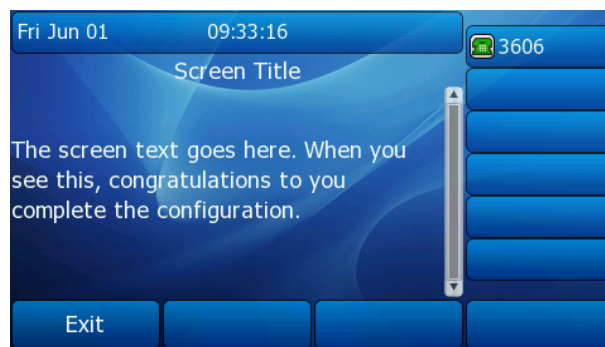 Fri Jun 01 09:33:16
3606
Screen Title
The screen text goes here. When you
see this, congratulations to you
complete the configuration.
Exit